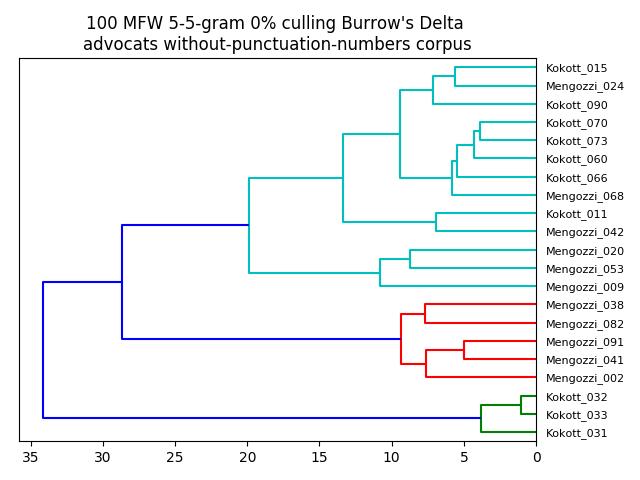 100 MFW 5-5-gram 0% culling Burrow's Delta
advocats without-punctuation-numbers corpus
Kokott_015
Mengozzi_024
Kokott_090
Kokott_070
Kokott_073
Kokott_060
Kokott_066
Mengozzi_068
Kokott_011
Mengozzi_042
Mengozzi_020
Mengozzi_053
Mengozzi_009
Mengozzi_038
Mengozzi_082
Mengozzi_091
Mengozzi_041
Mengozzi_002
Kokott_032
Kokott_033
Kokott_031
35 30 25 20 15 10 5 0